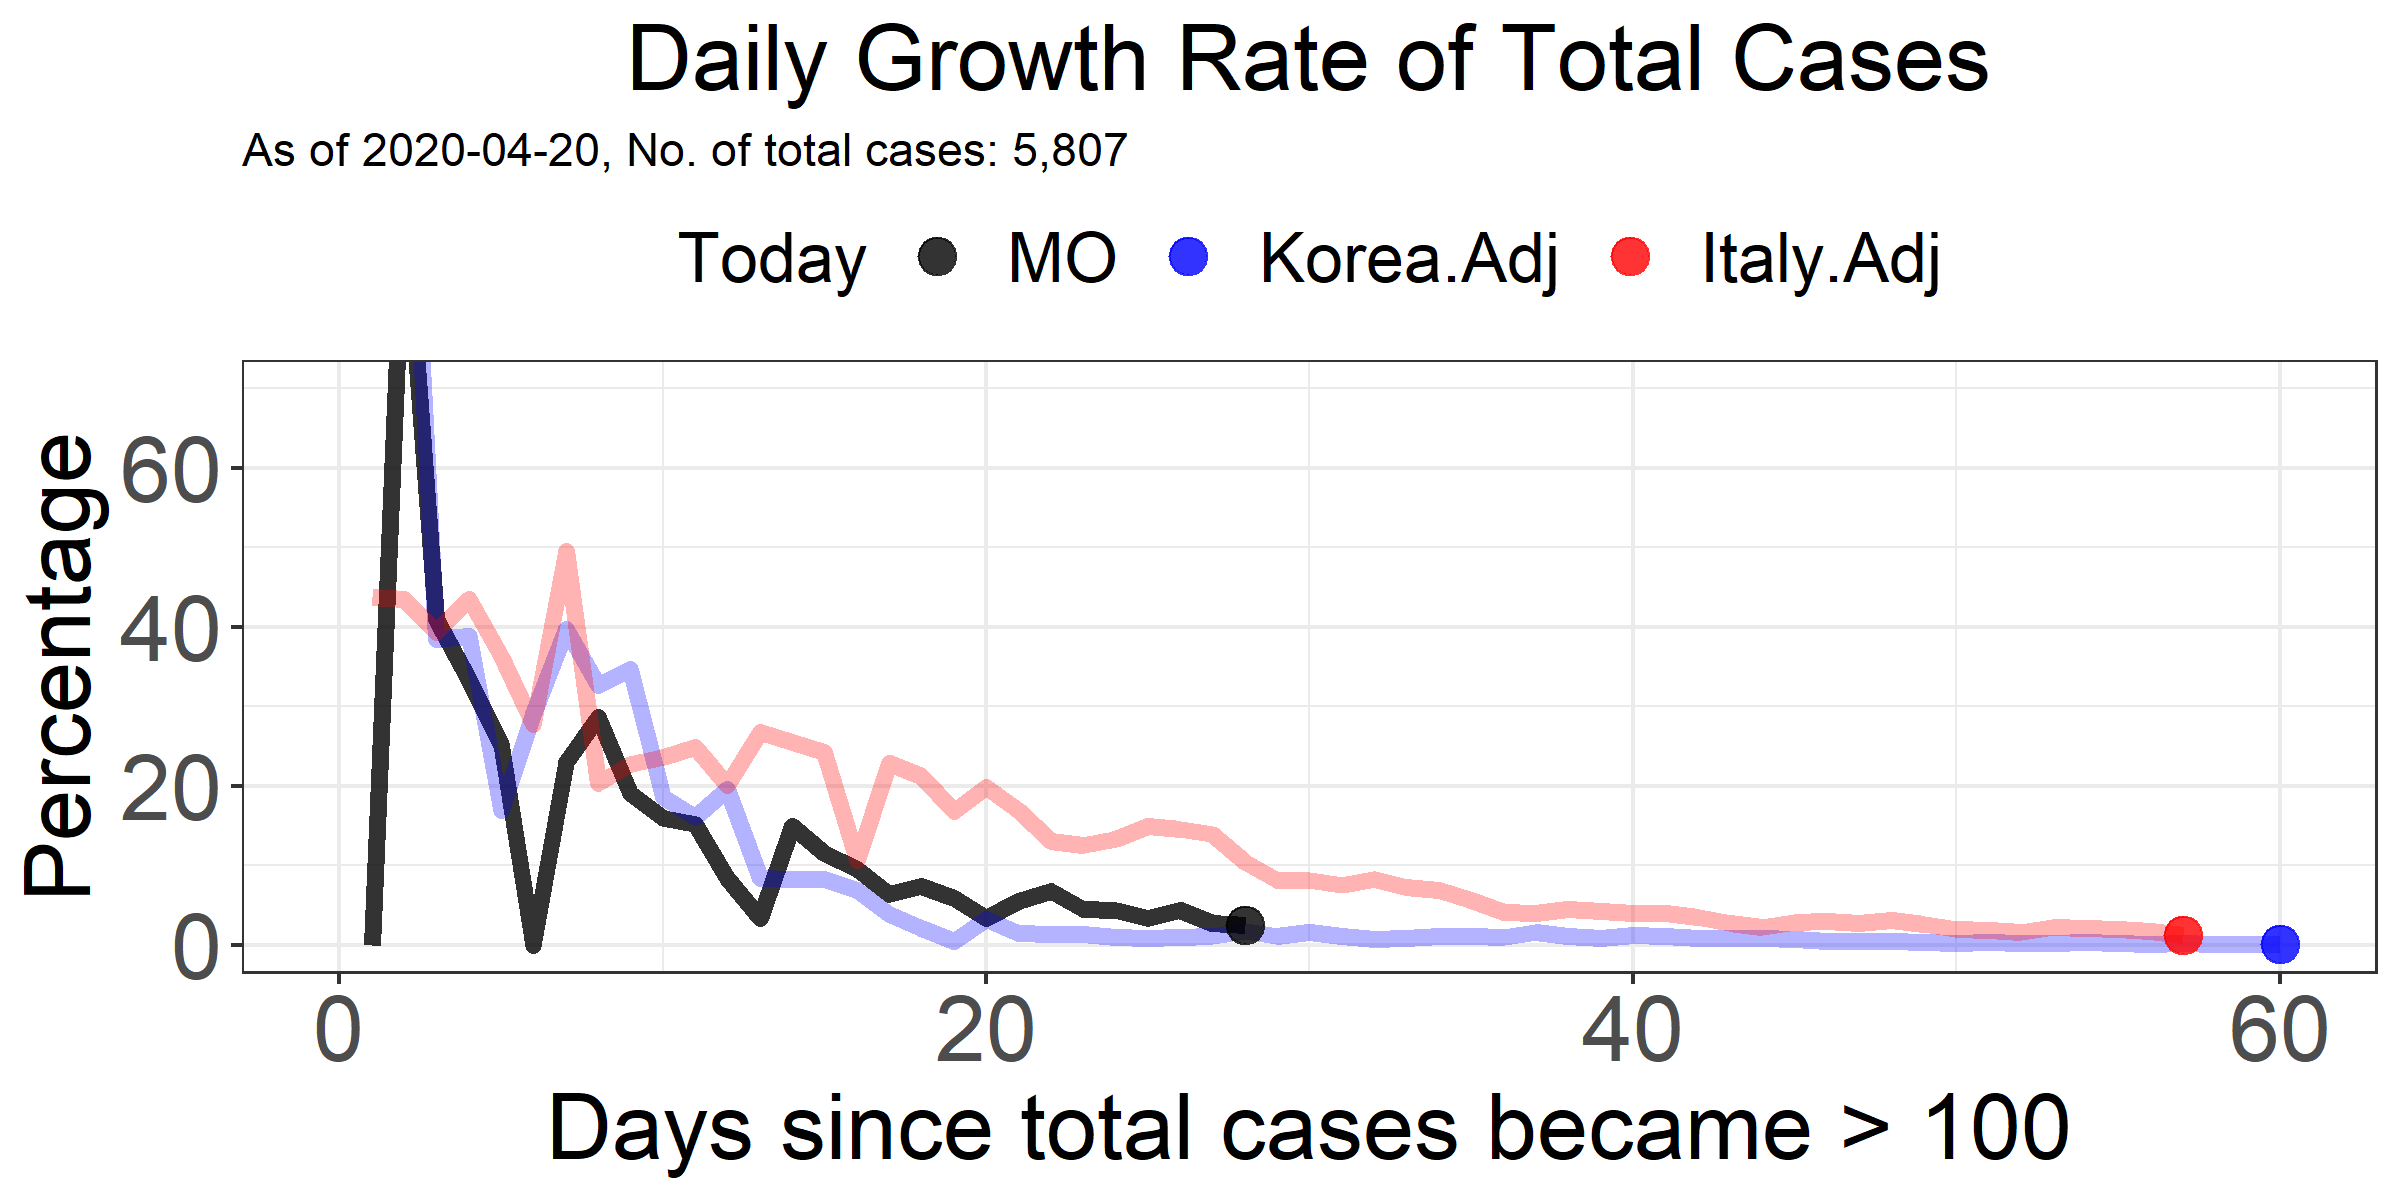 Daily Growth Rate of Total Cases
As of 2020-04-20, No. of total cases: 5,807
Today MO Korea.Adj Italy.Adj
Percentage
60
40
20
0
0 20 40 60
Days since total cases became > 100